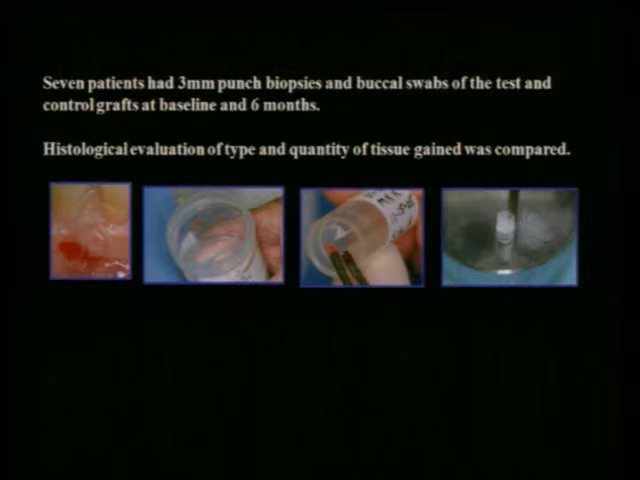 Seven patients had 3mm punch biopsies and buccal swabs of the test and
control grafts at baseline and 6 months.
Histological evaluation of type and quantity of tissue gained was compared.